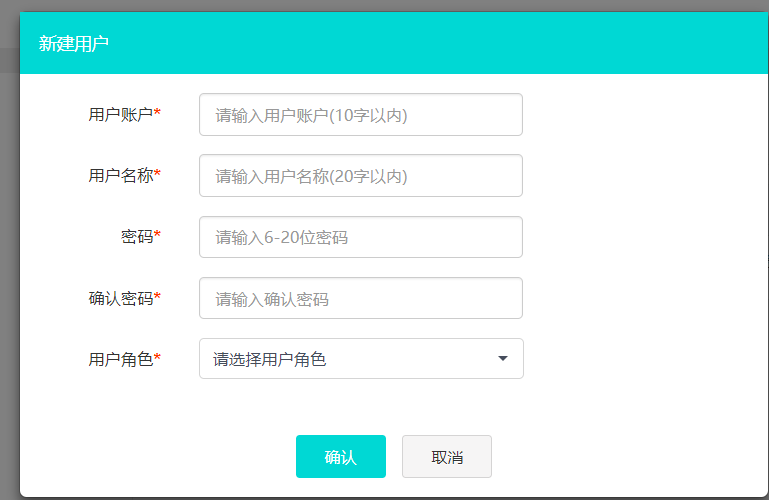 新建用户
用户账户* 请输入用户账户(10字以内)
用户名称* 请输入用户名称(20字以内)
密码* 请输入6-20位密码
确认密码* 请输入确认密码
用户角色* 请选择用户角色
确认 取消